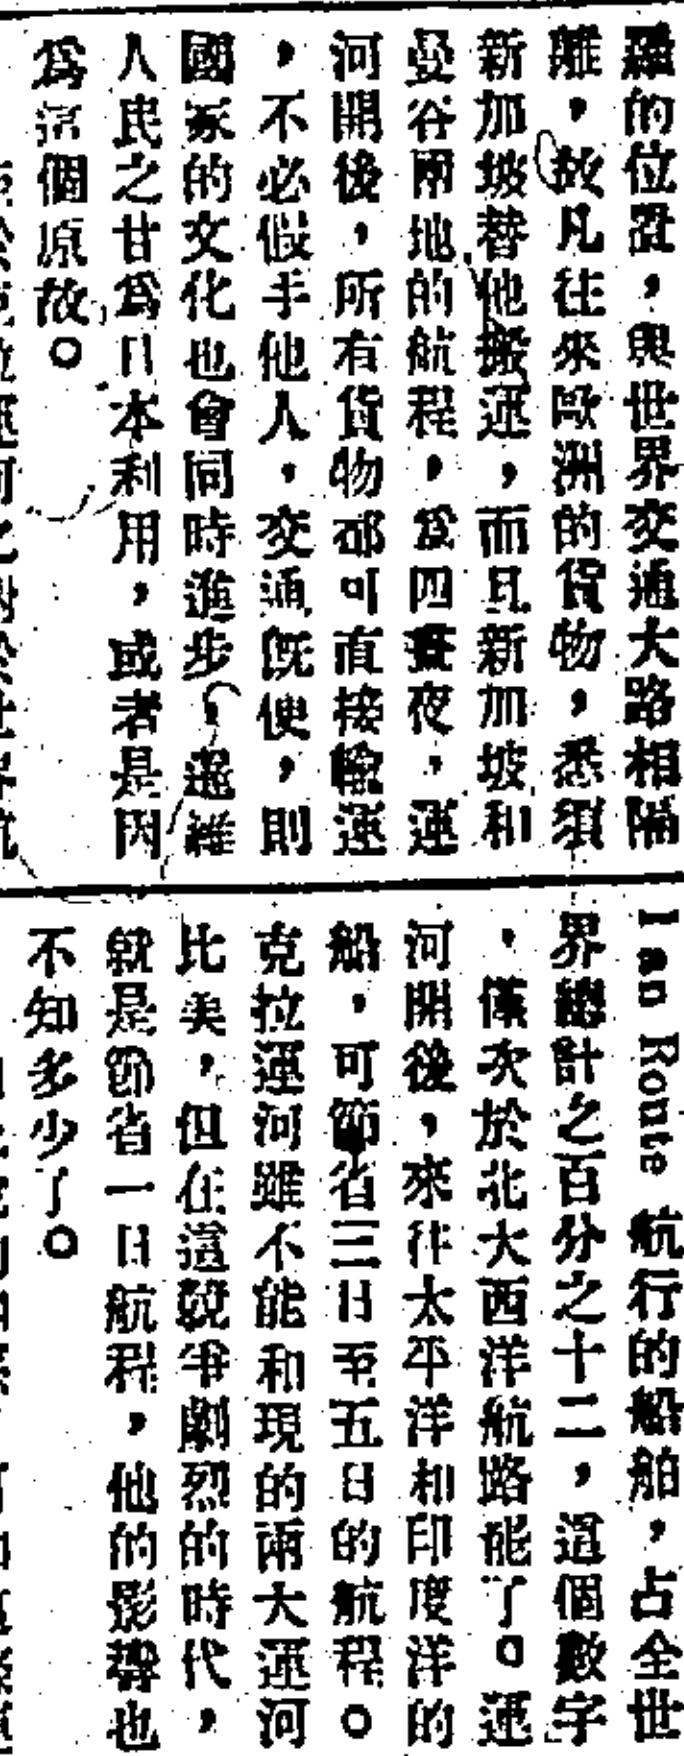 羅的位置，與世界交通大路相隔
離，故凡往來歐洲的貨物，悉須
新加坡替他搬運，而且新加坡和
曼谷兩地的航程，爲四晝夜，運
河開後，所有貨物都可直接輸運
，不必假手他人，交通旣便，則
國家的文化也會同時進步，暹羅
人民之甘爲日本利用，或者是因
爲這個原故。
ian Route 航行的船舶，占全世
界總計之百分之十二，這個數字
，僅次於北大西洋航路罷了。運
河開後，來往太平洋和印度洋的
船，可節省三日至五日的航程。
克拉運河雖不能和現的兩大運河
比美，但在這競爭劇烈的時代，
就是節省一日航程，他的影響也
不知多少了。